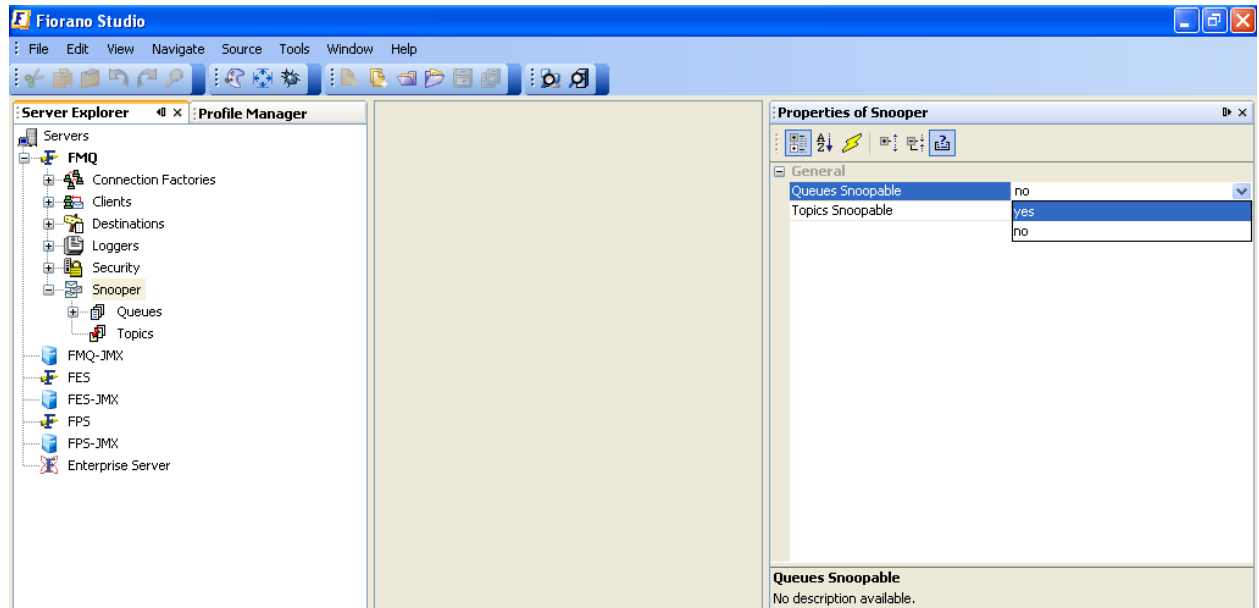 Fiorano Studio
File Edit View Navigate Source Tools Window Help
Server Explorer
Profile Manager
Servers
FMQ
Connection Factories
Clients
Destinations
Loggers
Security
Snooper
Queues
Topics
FMQ-JMX
FES
FES-JMX
FPS
FPS-JMX
Enterprise Server
Properties of Snooper
General
Queues Snoopable no
Topics Snoopable yes
no
Queues Snoopable
No description available.